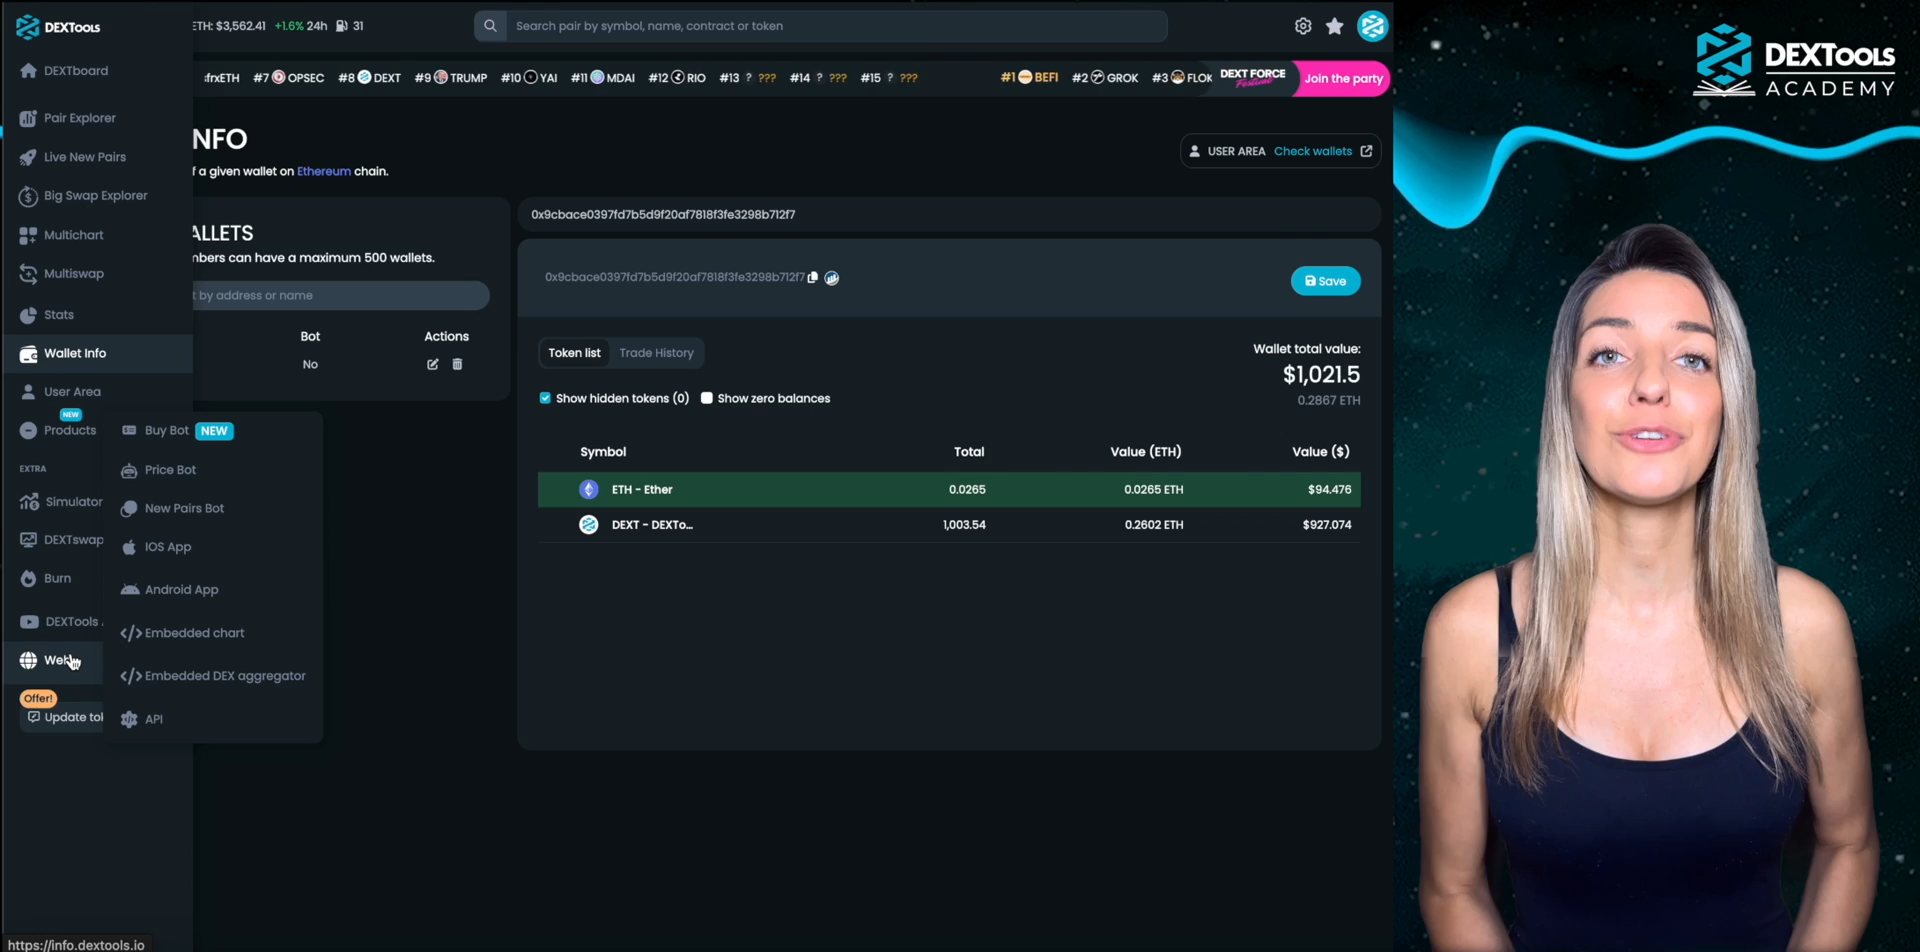 DEXTools
ETH: $3,562.41 +1.6% 24h 31
Search pair by symbol, name, contract or token
DEXTools
ACADEMY
DEXTboard
frxETH #7 OPSEC #8 DEXT #9 TRUMP #10 YAI #11 MDAI #12 RIO #13 ? ??? #14 ? ??? #15 ? ??? #1 BEFI #2 GROK #3 FLOK
DEXT FORCE
Festival
Join the party
Pair Explorer
Live New Pairs
Big Swap Explorer
Multichart
Multiswap
Stats
Wallet Info
User Area
NEW
Products
EXTRA
Simulator
DEXTswap
Burn
DEXTools
Web
Offer!
Update tok
Buy Bot NEW
Price Bot
New Pairs Bot
IOS App
Android App
Embedded chart
Embedded DEX aggregator
API
NFO
f a given wallet on Ethereum chain.
USER AREA Check wallets
ALLETS
mbers can have a maximum 500 wallets.
t by address or name
Bot Actions
No
0x9cbace0397fd7b5d9f20af7818f3fe3298b712f7
0x9cbace0397fd7b5d9f20af7818f3fe3298b712f7
Save
Token list Trade History
Wallet total value:
$1,021.5
0.2867 ETH
Show hidden tokens (0) Show zero balances
Symbol Total Value (ETH) Value ($)
ETH - Ether 0.0265 0.0265 ETH $94.476
DEXT - DEXTo... 1,003.54 0.2602 ETH $927.074
https://info.dextools.io